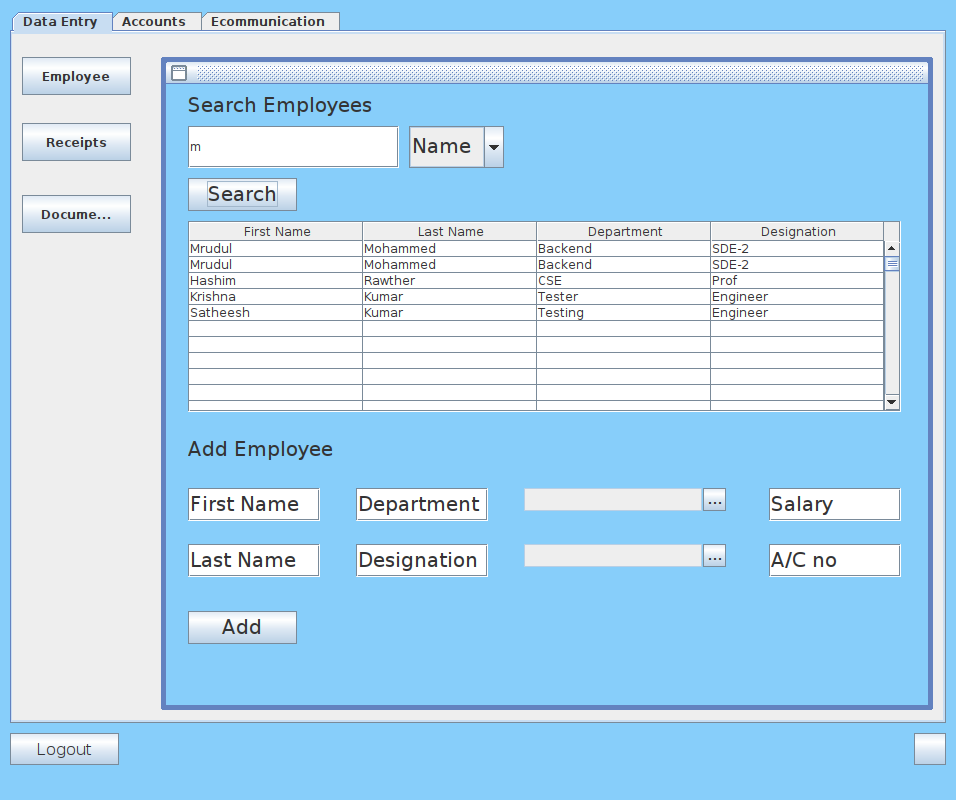 Data Entry Accounts Ecommunication
Employee
Receipts
Docume...
Search Employees
m Name
Search
First Name Last Name Department Designation
Mrudul Mohammed Backend SDE-2
Mrudul Mohammed Backend SDE-2
Hashim Rawther CSE Prof
Krishna Kumar Tester Engineer
Satheesh Kumar Testing Engineer
Add Employee
First Name Department ... Salary
Last Name Designation ... A/C no
Add
Logout